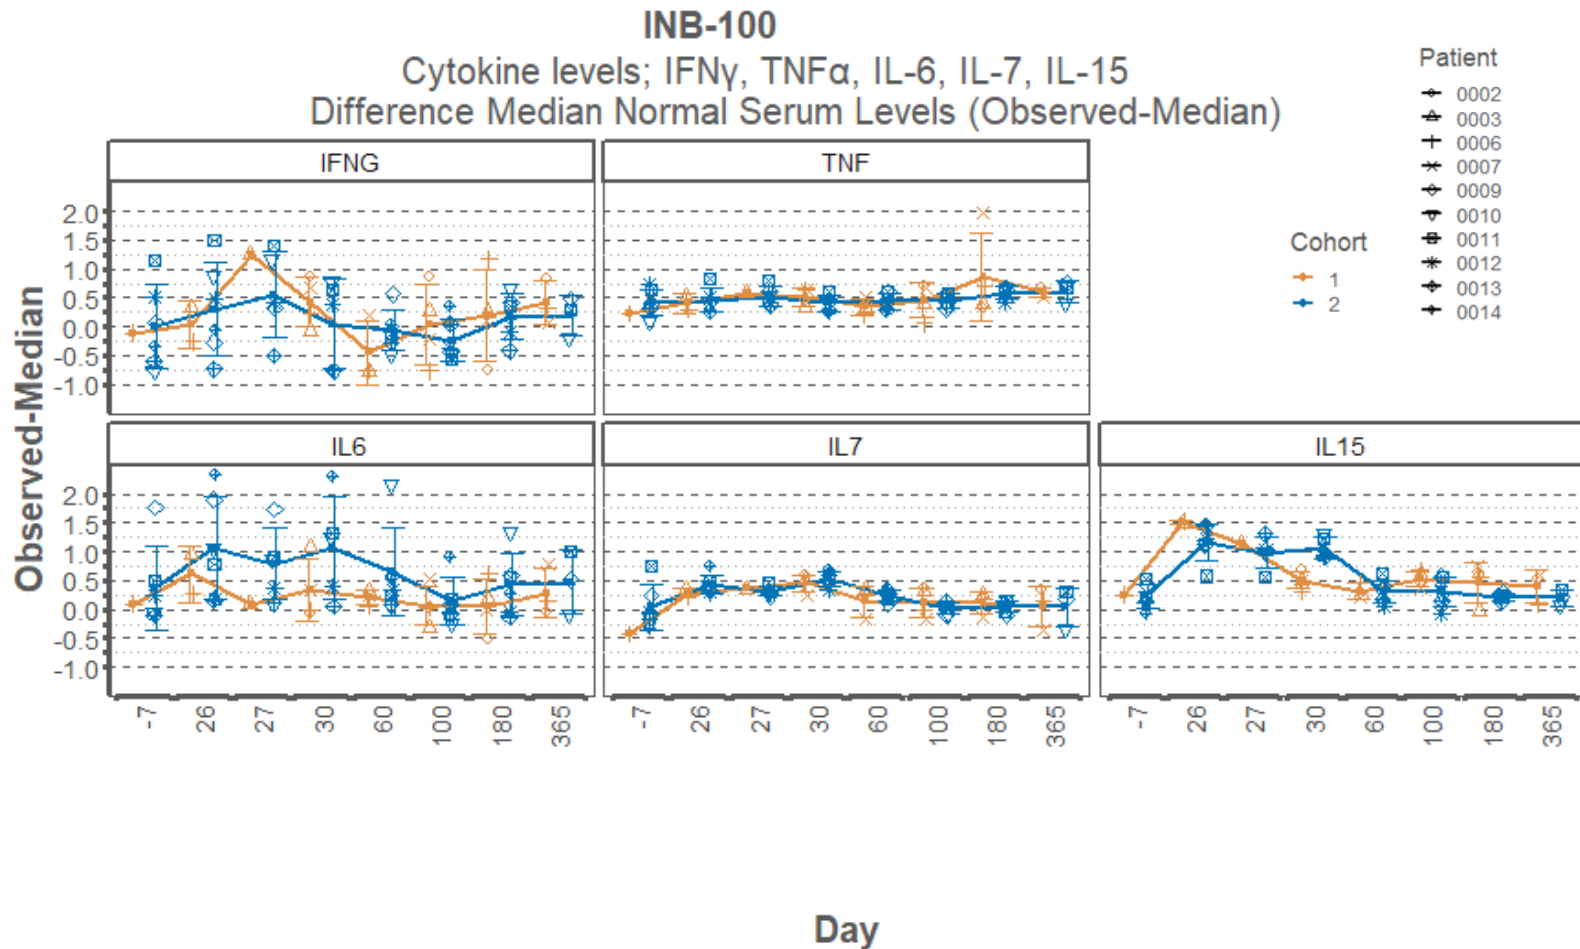 INB-100
Cytokine levels; IFNγ, TNFα, IL-6, IL-7, IL-15
Difference Median Normal Serum Levels (Observed-Median)
Patient
0002
0003
0006
0007
0009
0010
0011
0012
0013
0014
Cohort
1
2
Observed-Median
IFNG
TNF
2.0
1.5
1.0
0.5
0.0
-0.5
-1.0
IL6
IL7
IL15
2.0
1.5
1.0
0.5
0.0
-0.5
-1.0
-7 26 27 30 60 100 180 365
-7 26 27 30 60 100 180 365
-7 26 27 30 60 100 180 365
Day